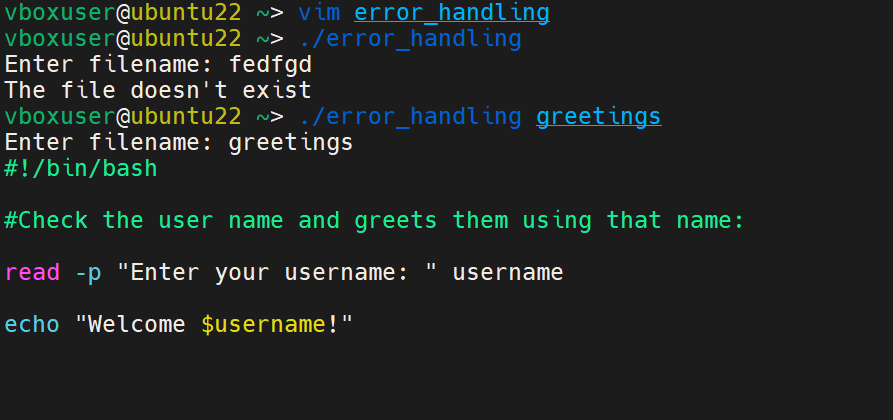 vboxuser@ubuntu22 ~> vim error_handling
vboxuser@ubuntu22 ~> ./error_handling
Enter filename: fedfgd
The file doesn't exist
vboxuser@ubuntu22 ~> ./error_handling greetings
Enter filename: greetings
#!/bin/bash
#Check the user name and greets them using that name:
read -p "Enter your username: " username
echo "Welcome $username!"